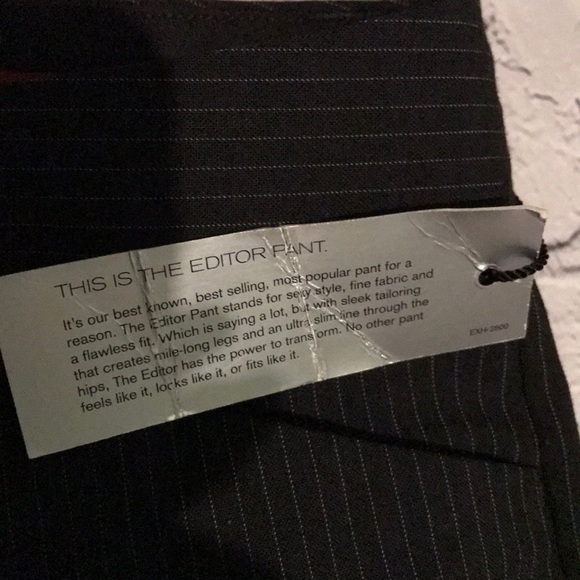 THIS IS THE EDITOR PANT.
It's our best known, best selling, most popular pant for a
reason. The Editor Pant stands for sexy style, fine fabric and
a flawless fit. Which is saying a lot, but with sleek tailoring
that creates mile-long legs and an ultra slim line through the
hips, The Editor has the power to transform. No other pant
feels like it, locks like it, or fits like it.